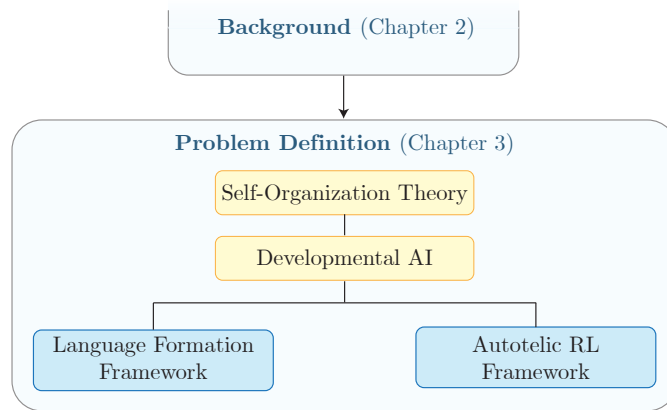 Background (Chapter 2)
Problem Definition (Chapter 3)
Self-Organization Theory
Developmental AI
Language Formation
Framework
Autotelic RL
Framework